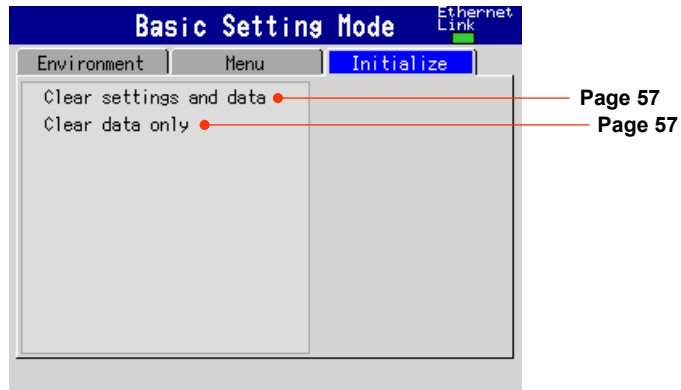 Basic Setting Mode
Ethernet
Link
Environment Menu Initialize
Clear settings and data Page 57
Clear data only Page 57